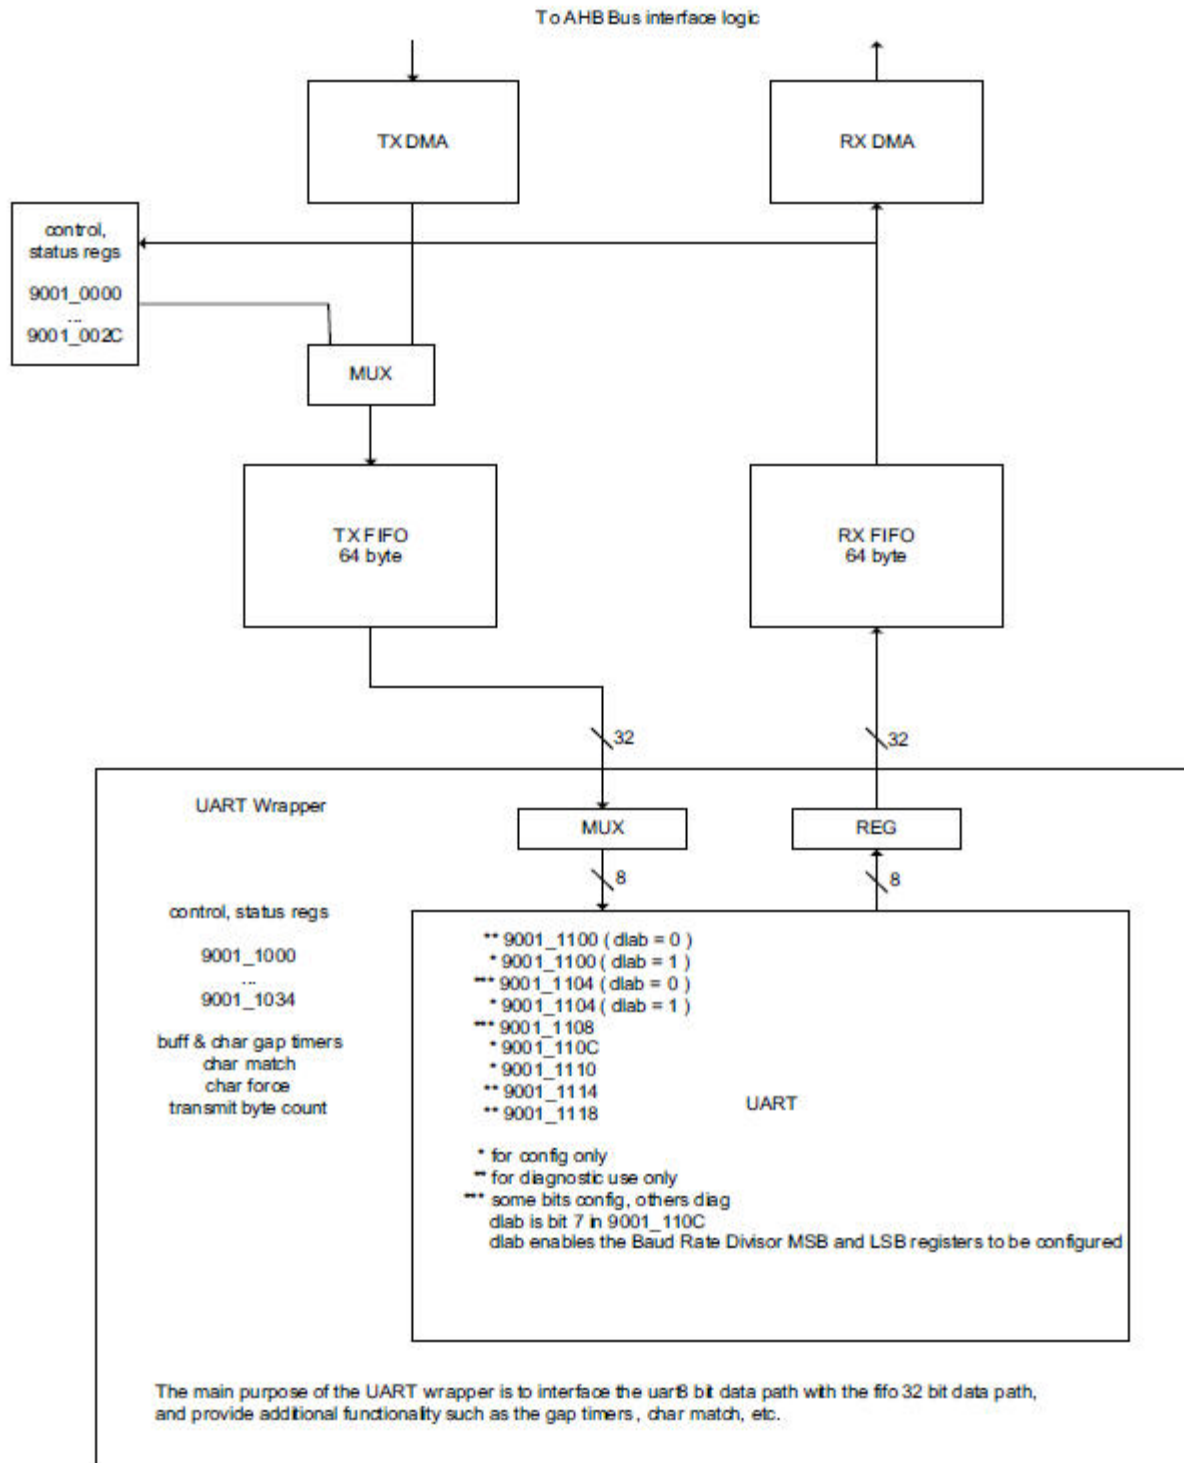 To AHB Bus interface logic
TX DMA
RX DMA
control,
status regs
9001_0000
...
9001_002C
MUX
TX FIFO
64 byte
RX FIFO
64 byte
32
32
UART Wrapper
MUX
REG
8
8
control, status regs
9001_1000
...
9001_1034
buff & char gap timers
char match
char force
transmit byte count
** 9001_1100 ( dlab = 0 )
* 9001_1100 ( dlab = 1 )
*** 9001_1104 ( dlab = 0 )
* 9001_1104 ( dlab = 1 )
*** 9001_1108
* 9001_110C
* 9001_1110
** 9001_1114
** 9001_1118
UART
* for config only
** for diagnostic use only
*** some bits config, others diag
dlab is bit 7 in 9001_110C
dlab enables the Baud Rate Divisor MSB and LSB registers to be configured
The main purpose of the UART wrapper is to interface the uart8 bit data path with the fifo 32 bit data path,
and provide additional functionality such as the gap timers , char match, etc.